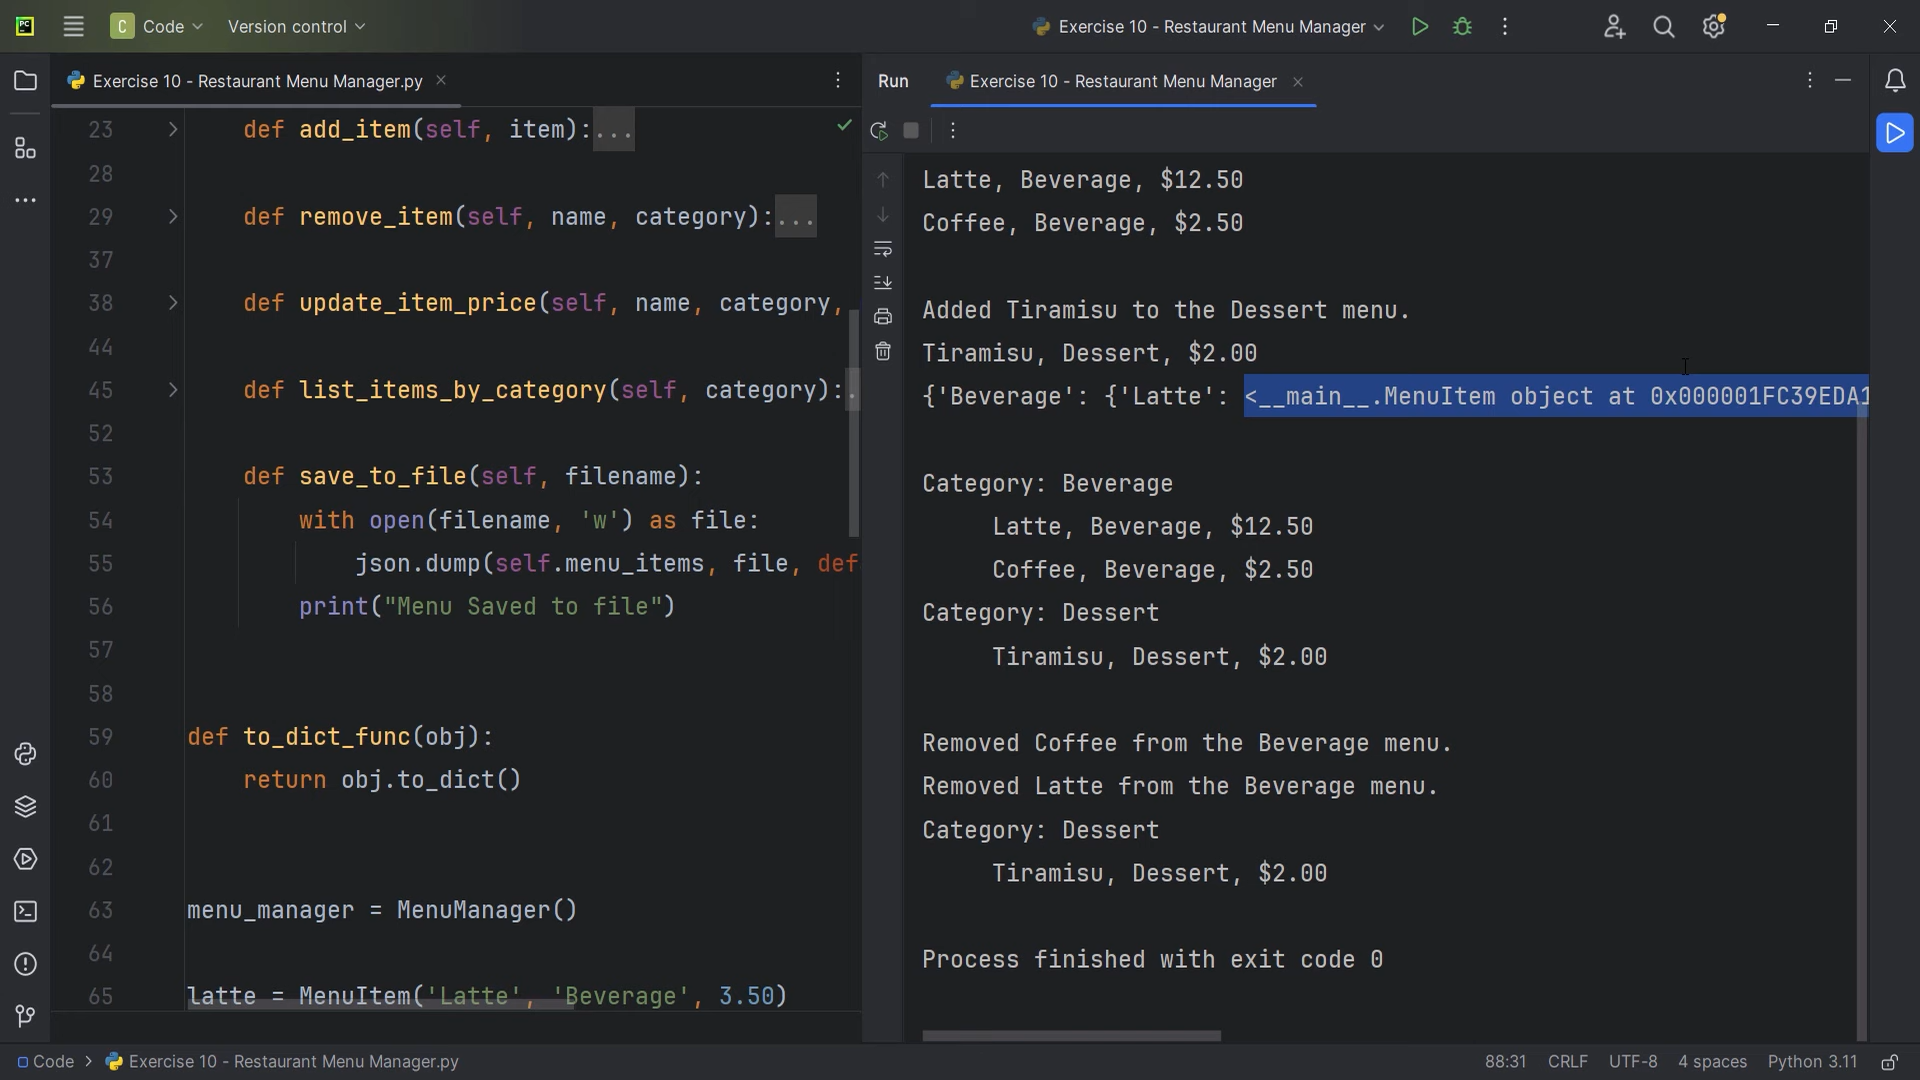 PC
C Code
Version control
Exercise 10 - Restaurant Menu Manager
Exercise 10 - Restaurant Menu Manager.py
Run
Exercise 10 - Restaurant Menu Manager
23 def add_item(self, item):...
28
29 def remove_item(self, name, category):...
37
38 def update_item_price(self, name, category,
44
45 def list_items_by_category(self, category):.
52
53 def save_to_file(self, filename):
54 with open(filename, 'w') as file:
55 json.dump(self.menu_items, file, def
56 print("Menu Saved to file")
57
58
59 def to_dict_func(obj):
60 return obj.to_dict()
61
62
63 menu_manager = MenuManager()
64
65 latte = MenuItem('Latte', 'Beverage', 3.50)
Latte, Beverage, $12.50
Coffee, Beverage, $2.50
Added Tiramisu to the Dessert menu.
Tiramisu, Dessert, $2.00
{'Beverage': {'Latte': <__main__.MenuItem object at 0x000001FC39EDA1
Category: Beverage
Latte, Beverage, $12.50
Coffee, Beverage, $2.50
Category: Dessert
Tiramisu, Dessert, $2.00
Removed Coffee from the Beverage menu.
Removed Latte from the Beverage menu.
Category: Dessert
Tiramisu, Dessert, $2.00
Process finished with exit code 0
Code > Exercise 10 - Restaurant Menu Manager.py
88:31 CRLF UTF-8 4 spaces Python 3.11